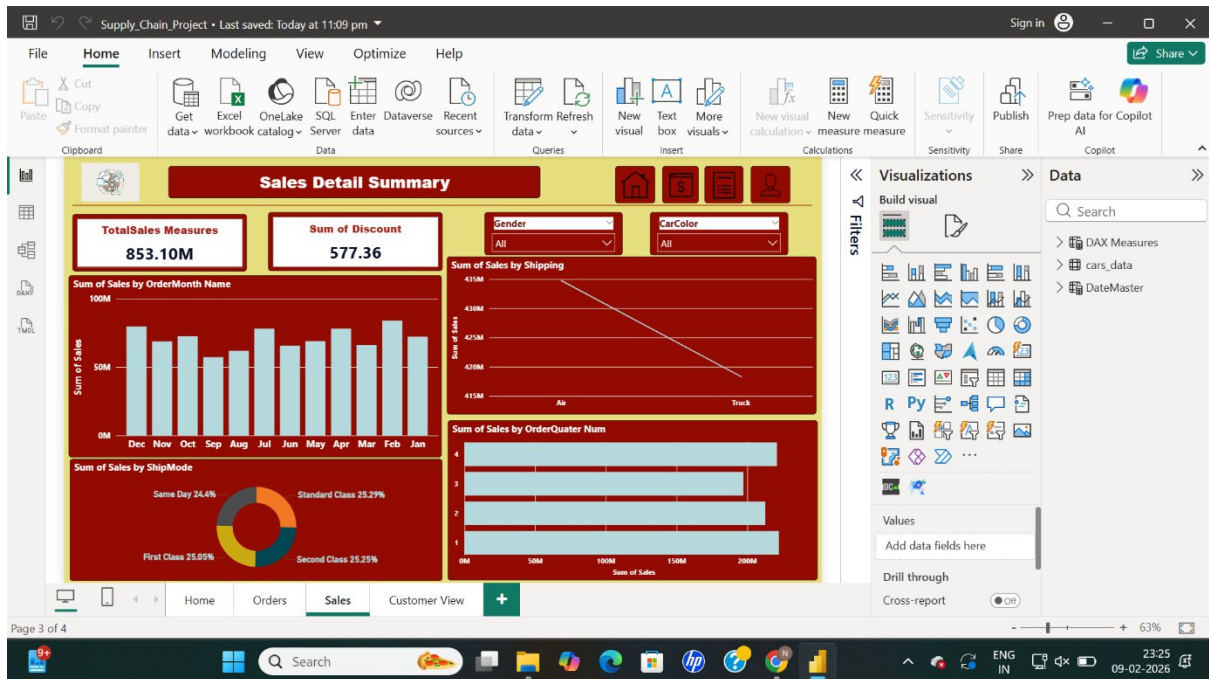 Supply_Chain_Project • Last saved: Today at 11:09 pm
Sign in
File Home Insert Modeling View Optimize Help
Share
Paste
Cut
Copy
Format painter
Clipboard
Get data
Excel workbook
OneLake catalog
SQL Server
Enter data
Dataverse
Recent sources
Data
Transform data
Refresh
Queries
New visual
Text box
More visuals
Insert
New visual calculation
New measure
Quick measure
Calculations
Sensitivity
Sensitivity
Publish
Share
Prep data for AI
Copilot
Copilot
Sales Detail Summary
TotalSales Measures
853.10M
Sum of Discount
577.36
Gender
All
CarColor
All
Sum of Sales by OrderMonth Name
100M
50M
0M
Sum of Sales
Dec Nov Oct Sep Aug Jul Jun May Apr Mar Feb Jan
Sum of Sales by Shipping
435M
430M
425M
420M
415M
Sum of Sales
Air Truck
Sum of Sales by ShipMode
Same Day 24.4%
Standard Class 25.29%
First Class 25.05%
Second Class 25.25%
Sum of Sales by OrderQuater Num
4
3
2
1
0M 50M 100M 150M 200M
Sum of Sales
Filters
Visualizations
Build visual
123
R Py
Values
Add data fields here
Drill through
Cross-report
Off
Data
Search
DAX Measures
cars_data
DateMaster
DAX
TMDL
Home Orders Sales Customer View +
Page 3 of 4
- + 63%
9+
Search
hp
ENG
IN
23:25
09-02-2026